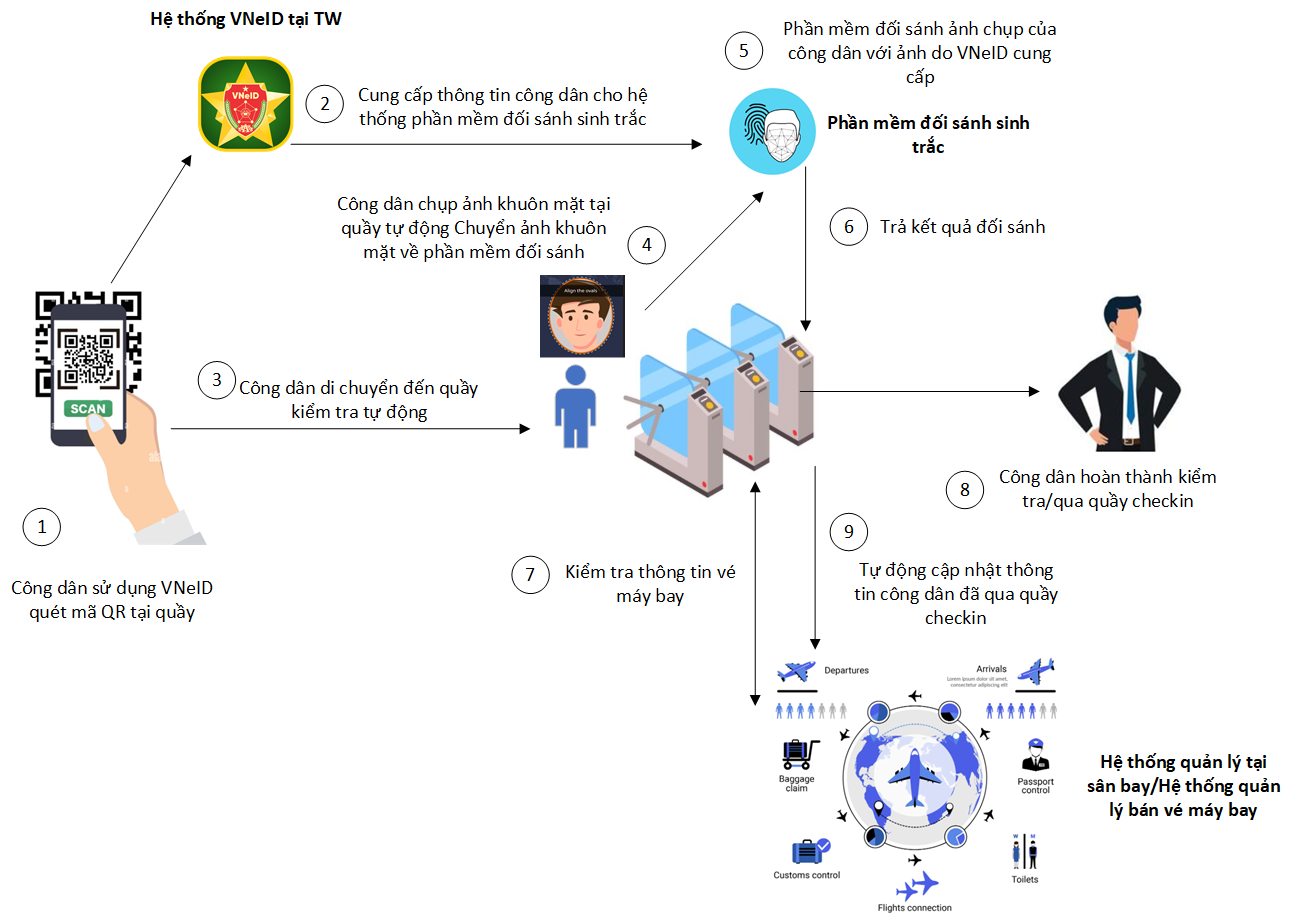 Hệ thống VNeID tại TW
VNeID
2
Cung cấp thông tin công dân cho hệ
thống phần mềm đối sánh sinh trắc
5
Phần mềm đối sánh ảnh chụp của
công dân với ảnh do VNeID cung
cấp
Phần mềm đối sánh sinh
trắc
Công dân chụp ảnh khuôn mặt tại
quầy tự động Chuyển ảnh khuôn
mặt về phần mềm đối sánh
4
6
Trả kết quả đối sánh
Align the ovals
SCAN
3
Công dân di chuyển đến quầy
kiểm tra tự động
1
Công dân sử dụng VNeID
quét mã QR tại quầy
8
Công dân hoàn thành kiểm
tra/qua quầy checkin
7
Kiểm tra thông tin vé
máy bay
9
Tự động cập nhật thông
tin công dân đã qua quầy
checkin
Departures
Arrivals
Lorem ipsum dolor sit amet,
consectetur adipiscing elit
Baggage
claim
Passport
control
Customs control
W M
Toilets
Flights connection
Hệ thống quản lý tại
sân bay/Hệ thống quản
lý bán vé máy bay